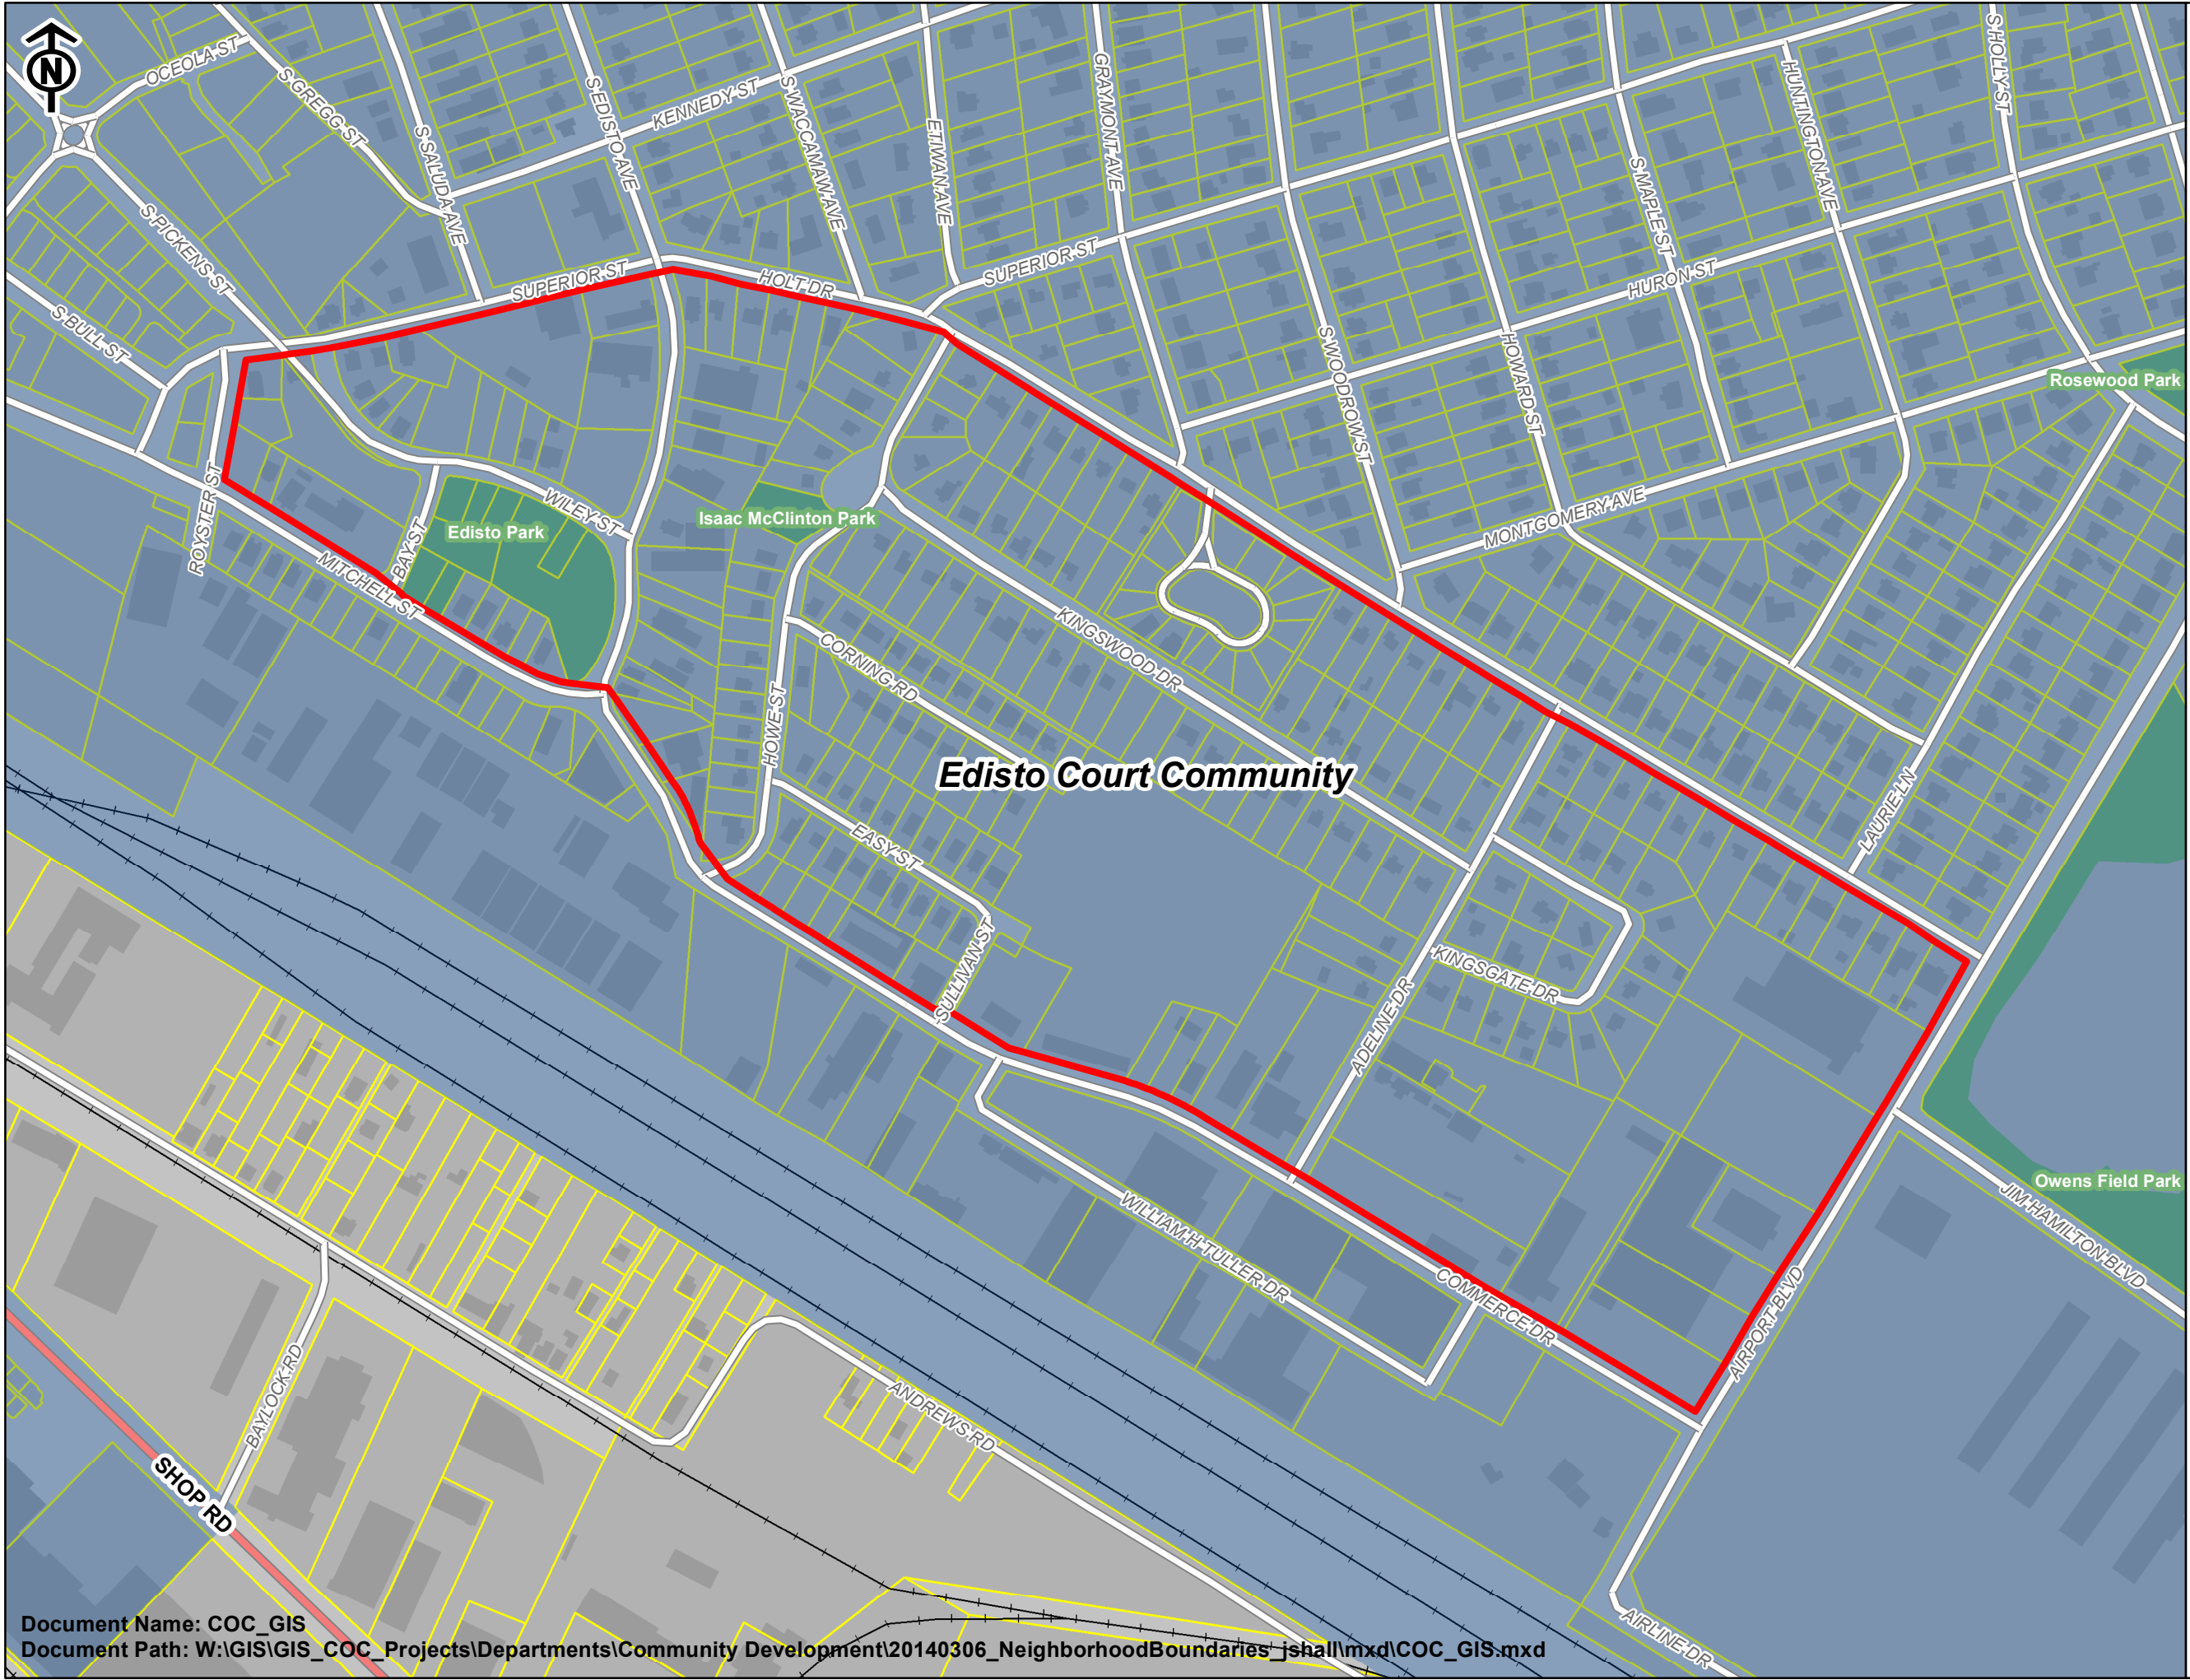 N
OCEOLA ST
S GREGG ST
S SALUDA AVE
S EDISTO AVE
KENNEDY ST
S WACCAMAW AVE
ETIWAN AVE
GRAYMONT AVE
S MAPLE ST
HUNTINGTON AVE
S HOLLY ST
S PICKENS ST
S BULL ST
SUPERIOR ST
HOLT DR
SUPERIOR ST
HURON ST
S WOODROW ST
HOWARD ST
Rosewood Park
ROYSTER ST
MITCHELL ST
BAY ST
WILEY ST
Edisto Park
Isaac McClinton Park
MONTGOMERY AVE
KINGSWOOD DR
CORNING RD
HOWE ST
Edisto Court Community
EASY ST
LAURIE LN
SULLIVAN ST
KINGSGATE DR
ADELINE DR
Owens Field Park
JIM HAMILTON BLVD
WILLIAM H TULLER DR
COMMERCE DR
AIRPORT BLVD
BAYLOCK RD
ANDREWS RD
SHOP RD
AIRLINE DR
Document Name: COC_GIS
Document Path: W:\GIS\GIS_COC_Projects\Departments\Community Development\20140306_NeighborhoodBoundaries_jshall\mxd\COC_GIS.mxd